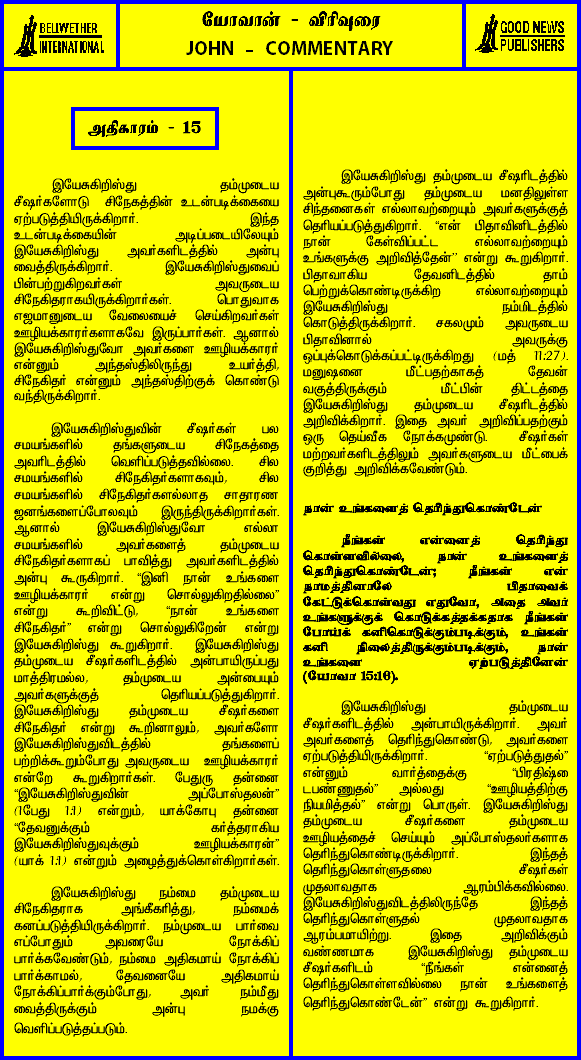 BELWETHER
INTERNATIONAL
யோவான் - விரிவுரை
JOHN - COMMENTARY
GOOD NEWS
PUBLISHERS
அதிகாரம் - 15
இயேசுகிறிஸ்து தம்முடைய
சீஷர்களோடு சிநேகத்தின் உடன்படிக்கையை
ஏற்படுத்தியிருக்கிறார். இந்த
உடன்படிக்கையின் அடிப்படையிலேயும்
இயேசுகிறிஸ்து அவர்களிடத்தில் அன்பு
வைத்திருக்கிறார். இயேசுகிறிஸ்துவைப்
பின்பற்றுகிறவர்கள் அவருடைய
சிநேகிதராகயிருக்கிறார்கள். பொதுவாக
எஜமானுடைய வேலையைச் செய்கிறவர்கள்
ஊழியக்காரர்களாகவே இருப்பார்கள். ஆனால்
இயேசுகிறிஸ்துவோ அவர்களை ஊழியக்காரர்
என்னும் அந்தஸ்திலிருந்து உயர்த்தி,
சிநேகிதர் என்னும் அந்தஸ்திற்குக் கொண்டு
வந்திருக்கிறார்.
இயேசுகிறிஸ்துவின் சீஷர்கள் பல
சமயங்களில் தங்களுடைய சிநேகத்தை
அவரிடத்தில் வெளிப்படுத்தவில்லை. சில
சமயங்களில் சிநேகிதர்களாகவும், சில
சமயங்களில் சிநேகிதர்களல்லாத சாதாரண
ஜனங்களைப்போலவும் இருந்திருக்கிறார்கள்.
ஆனால் இயேசுகிறிஸ்துவோ எல்லா
சமயங்களில் அவர்களைத் தம்முடைய
சிநேகிதர்களாகப் பாவித்து அவர்களிடத்தில்
அன்பு கூருகிறார். “இனி நான் உங்களை
ஊழியக்காரர் என்று சொல்லுகிறதில்லை”
என்று கூறிவிட்டு, “நான் உங்களை
சிநேகிதர்” என்று சொல்லுகிறேன் என்று
இயேசுகிறிஸ்து கூறுகிறார். இயேசுகிறிஸ்து
தம்முடைய சீஷர்களிடத்தில் அன்பாயிருப்பது
மாத்திரமல்ல, தம்முடைய அன்பையும்
அவர்களுக்குத் தெரியப்படுத்துகிறார்.
இயேசுகிறிஸ்து தம்முடைய சீஷர்களை
சிநேகிதர் என்று கூறினாலும், அவர்களோ
இயேசுகிறிஸ்துவிடத்தில் தங்களைப்
பற்றிக்கூறும்போது அவருடைய ஊழியக்காரர்
என்றே கூறுகிறார்கள். பேதுரு தன்னை
“இயேசுகிறிஸ்துவின் அப்போஸ்தலன்”
(1பேது 1:1) என்றும், யாக்கோபு தன்னை
“தேவனுக்கும் கர்த்தராகிய
இயேசுகிறிஸ்துவுக்கும் ஊழியக்காரன்”
(யாக் 1:1) என்றும் அழைத்துக்கொள்கிறார்கள்.
இயேசுகிறிஸ்து நம்மை தம்முடைய
சிநேகிதராக அங்கீகரித்து, நம்மைக்
கனப்படுத்தியிருக்கிறார். நம்முடைய பார்வை
எப்போதும் அவரையே நோக்கிப்
பார்க்கவேண்டும், நம்மை அதிகமாய் நோக்கிப்
பார்க்காமல், தேவனையே அதிகமாய்
நோக்கிப்பார்க்கும்போது, அவர் நம்மீது
வைத்திருக்கும் அன்பு நமக்கு
வெளிப்படுத்தப்படும்.
இயேசுகிறிஸ்து தம்முடைய சீஷரிடத்தில்
அன்புகூரும்போது தம்முடைய மனதிலுள்ள
சிந்தனைகள் எல்லாவற்றையும் அவர்களுக்குத்
தெரியப்படுத்துகிறார். “என் பிதாவினிடத்தில்
நான் கேள்விப்பட்ட எல்லாவற்றையும்
உங்களுக்கு அறிவித்தேன்” என்று கூறுகிறார்.
பிதாவாகிய தேவனிடத்தில் தாம்
பெற்றுக்கொண்டிருக்கிற எல்லாவற்றையும்
இயேசுகிறிஸ்து நம்மிடத்தில்
கொடுத்திருக்கிறார். சகலமும் அவருடைய
பிதாவினால் அவருக்கு
ஒப்புக்கொடுக்கப்பட்டிருக்கிறது (மத் 11:27).
மனுஷனை மீட்பதற்காகத் தேவன்
வகுத்திருக்கும் மீட்பின் திட்டத்தை
இயேசுகிறிஸ்து தம்முடைய சீஷரிடத்தில்
அறிவிக்கிறார். இதை அவர் அறிவிப்பதற்கும்
ஒரு தெய்வீக நோக்கமுண்டு. சீஷர்கள்
மற்றவர்களிடத்திலும் அவர்களுடைய மீட்பைக்
குறித்து அறிவிக்கவேண்டும்.
நான் உங்களைத் தெரிந்துகொண்டேன்
நீங்கள் என்னைத் தெரிந்து
கொள்ளவில்லை, நான் உங்களைத்
தெரிந்துகொண்டேன்; நீங்கள் என்
நாமத்தினாலே பிதாவைக்
கேட்டுக்கொள்வது எதுவோ, அதை அவர்
உங்களுக்குக் கொடுக்கத்தக்கதாக நீங்கள்
போய்க் கனிகொடுக்கும்படிக்கும், உங்கள்
கனி நிலைத்திருக்கும்படிக்கும், நான்
உங்களை ஏற்படுத்தினேன்
(யோவா 15:16).
இயேசுகிறிஸ்து தம்முடைய
சீஷர்களிடத்தில் அன்பாயிருக்கிறார். அவர்
அவர்களைத் தெரிந்துகொண்டு, அவர்களை
ஏற்படுத்தியிருக்கிறார். “ஏற்படுத்துதல்”
என்னும் வார்த்தைக்கு “பிரதிஷ்டை
டபண்ணுதல்” அல்லது “ஊழியத்திற்கு
நியமித்தல்” என்று பொருள். இயேசுகிறிஸ்து
தம்முடைய சீஷர்களை தம்முடைய
ஊழியத்தைச் செய்யும் அப்போஸ்தலர்களாக
தெரிந்துகொண்டிருக்கிறார். இந்தத்
தெரிந்துகொள்ளுதலை சீஷர்கள்
முதலாவதாக ஆரம்பிக்கவில்லை.
இயேசுகிறிஸ்துவிடத்திலிருந்தே இந்தத்
தெரிந்துகொள்ளுதல் முதலாவதாக
ஆரம்பமாயிற்று. இதை அறிவிக்கும்
வண்ணமாக இயேசுகிறிஸ்து தம்முடைய
சீஷர்களிடம் “நீங்கள் என்னைத்
தெரிந்துகொள்ளவில்லை நான் உங்களைத்
தெரிந்துகொண்டேன்” என்று கூறுகிறார்.